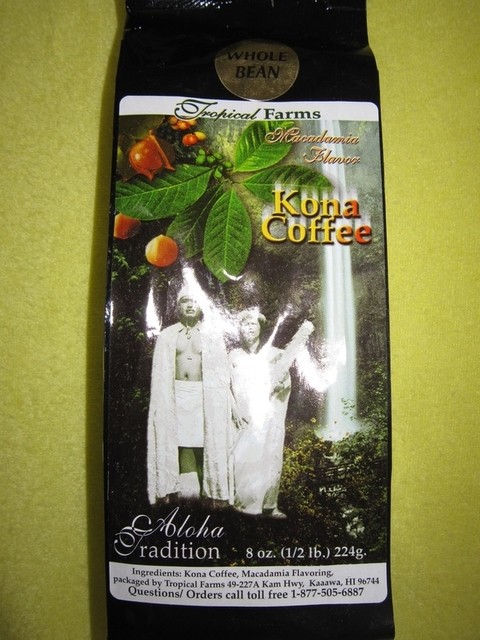 WHOLE
BEAN
Tropical Farms
Macadamia
Flavor
Kona
Coffee
Aloha
Tradition 8 oz. (1/2 lb.) 224g.
Ingredients: Kona Coffee, Macadamia Flavoring,
packaged by Tropical Farms 49-227A Kam Hwy, Kaaawa, HI 96744
Questions/ Orders call toll free 1-877-505-6887